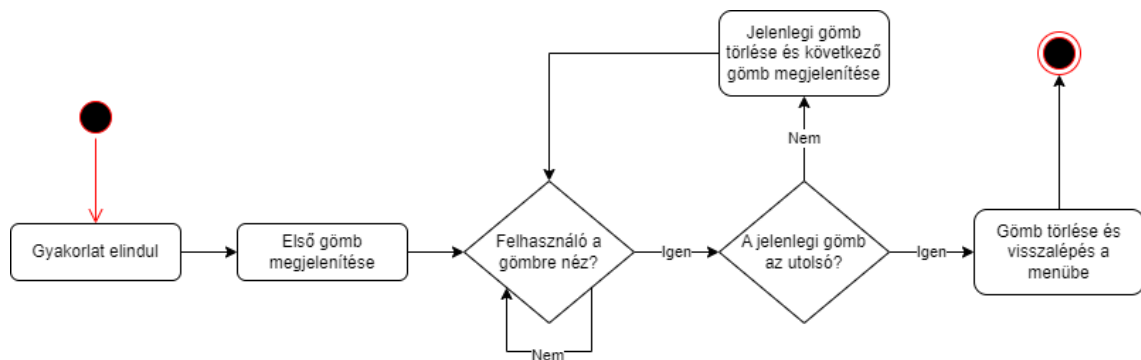 Gyakorlat elindul
Első gömb
megjelenítése
Felhasználó a
gömbre néz?
Nem
Igen
A jelenlegi gömb
az utolsó?
Nem
Jelenlegi gömb
törlése és következő
gömb megjelenítése
Igen
Gömb törlése és
visszalépés a
menübe